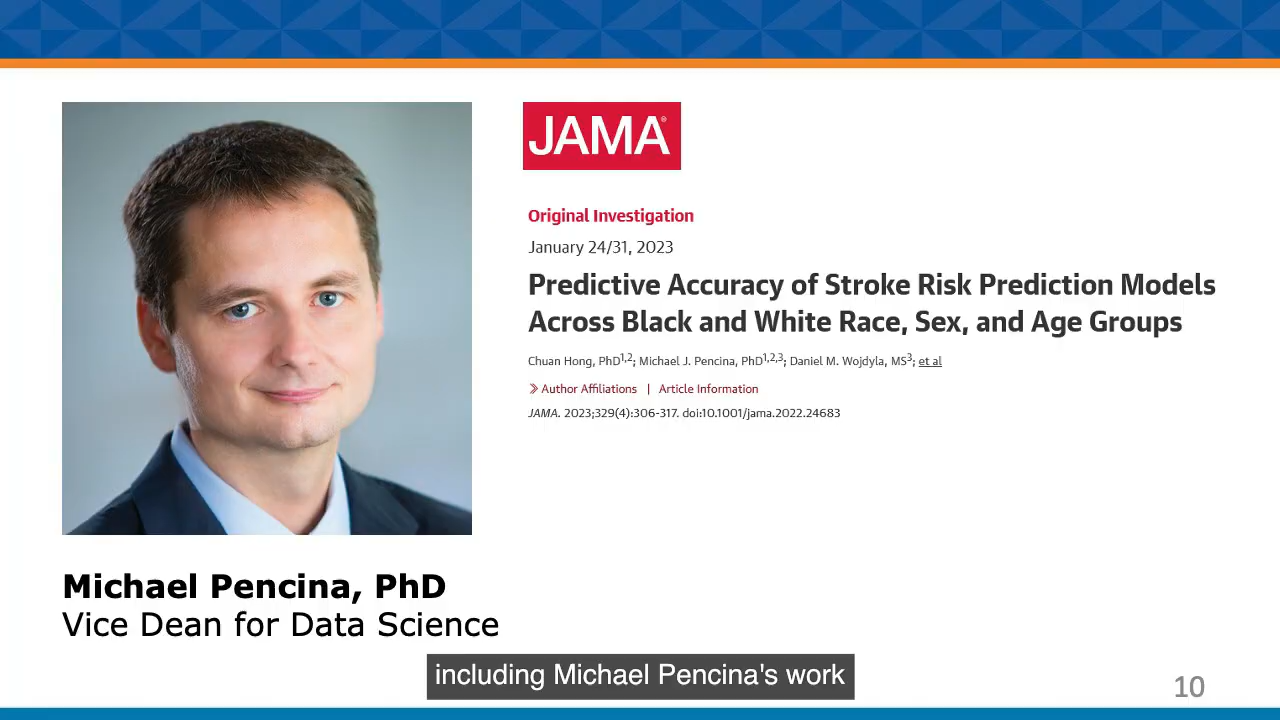 JAMA®
Original Investigation
January 24/31, 2023
Predictive Accuracy of Stroke Risk Prediction Models
Across Black and White Race, Sex, and Age Groups
Chuan Hong, PhD1,2; Michael J. Pencina, PhD1,2,3; Daniel M. Wojdyla, MS3; et al
» Author Affiliations | Article Information
JAMA. 2023;329(4):306-317. doi:10.1001/jama.2022.24683
Michael Pencina, PhD
Vice Dean for Data Science
including Michael Pencina's work
10